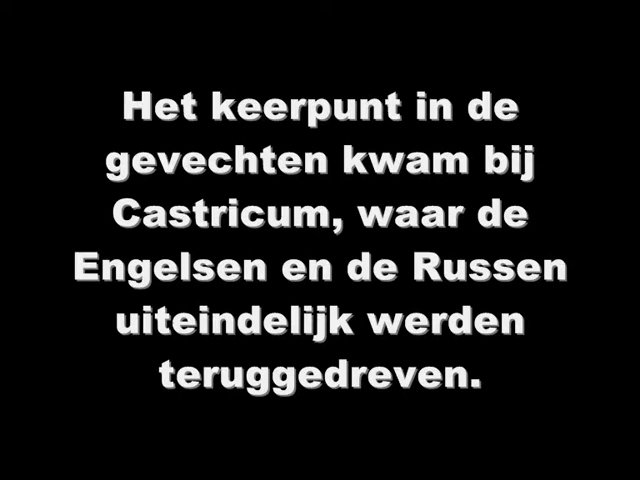 Het keerpunt in de
gevechten kwam bij
Castricum, waar de
Engelsen en de Russen
uiteindelijk werden
teruggedreven.